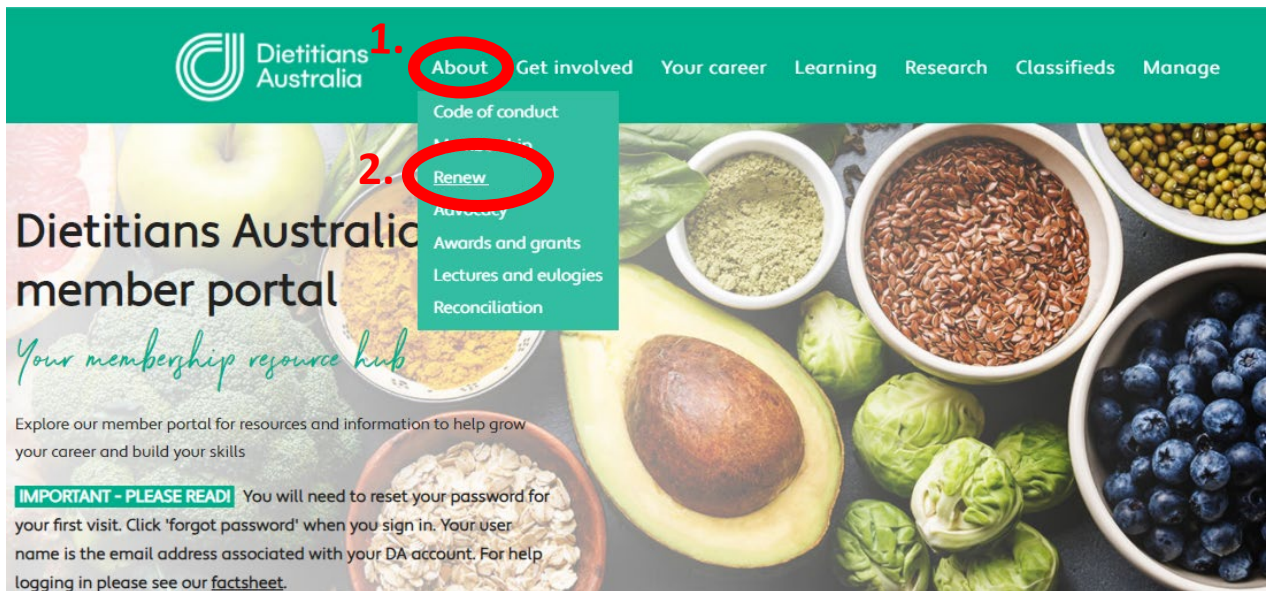 Dietitians
Australia
1.
About Get involved Your career Learning Research Classifieds Manage
Code of conduct
2.
Renew
Advocacy
Awards and grants
Lectures and eulogies
Reconciliation
Dietitians Australia
member portal
Your membership resource hub
Explore our member portal for resources and information to help grow
your career and build your skills
IMPORTANT - PLEASE READ! You will need to reset your password for
your first visit. Click 'forgot password' when you sign in. Your user
name is the email address associated with your DA account. For help
logging in please see our factsheet.